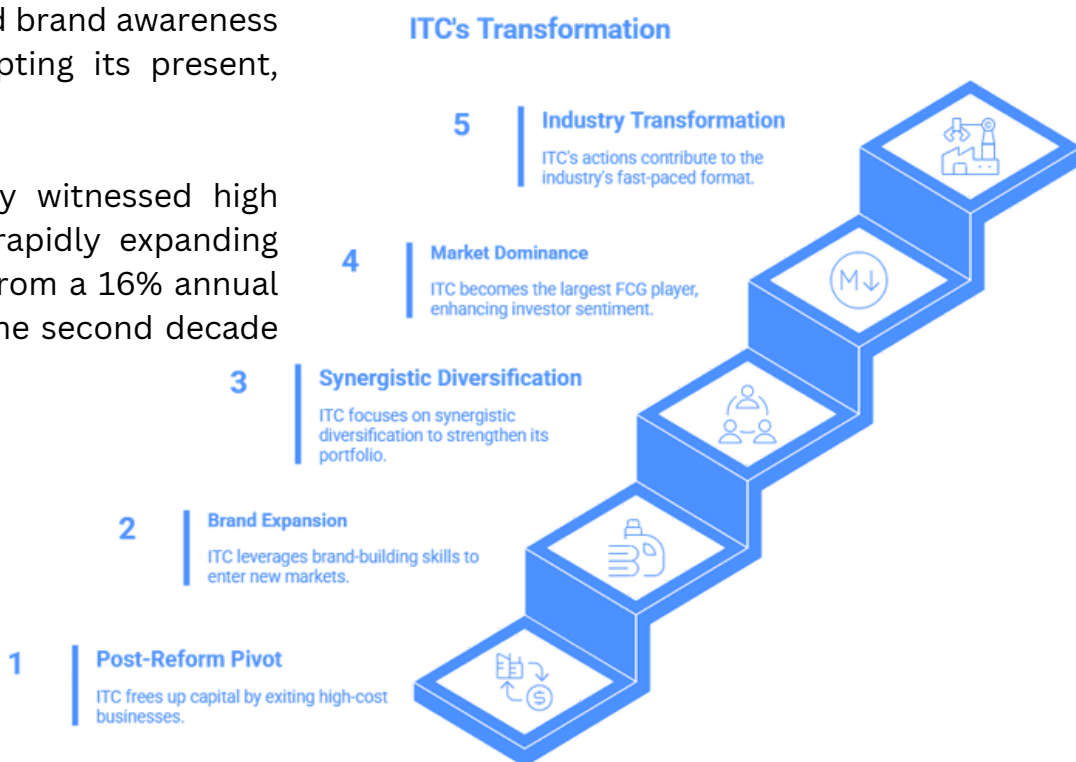 d brand awareness
pting its present,
y witnessed high
rapidly expanding
rom a 16% annual
ne second decade
ITC's Transformation
5
Industry Transformation
ITC's actions contribute to the
industry's fast-paced format.
4
Market Dominance
ITC becomes the largest FCG player,
enhancing investor sentiment.
3
Synergistic Diversification
ITC focuses on synergistic
diversification to strengthen its
portfolio.
2
Brand Expansion
ITC leverages brand-building skills to
enter new markets.
1
Post-Reform Pivot
ITC frees up capital by exiting high-cost
businesses.
M↓